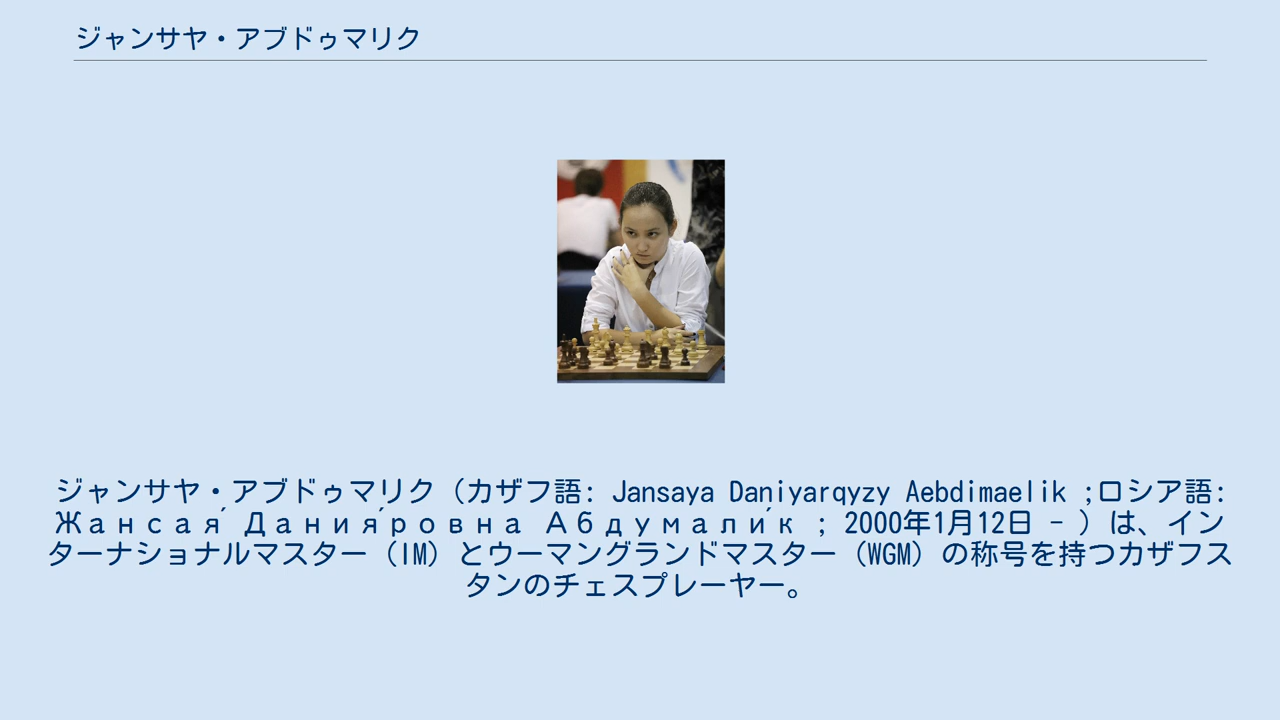 ジャンサヤ・アブドゥマリク
ジャンサヤ・アブドゥマリク（カザフ語: Jansaya Daniyarqyzy Aebdimaelik ;ロシア語:
Жансая́ Дания́ровна Абдумали́к ; 2000年1月12日 - ）は、イン
ターナショナルマスター（IM）とウーマングランドマスター（WGM）の称号を持つカザフス
タンのチェスプレーヤー。